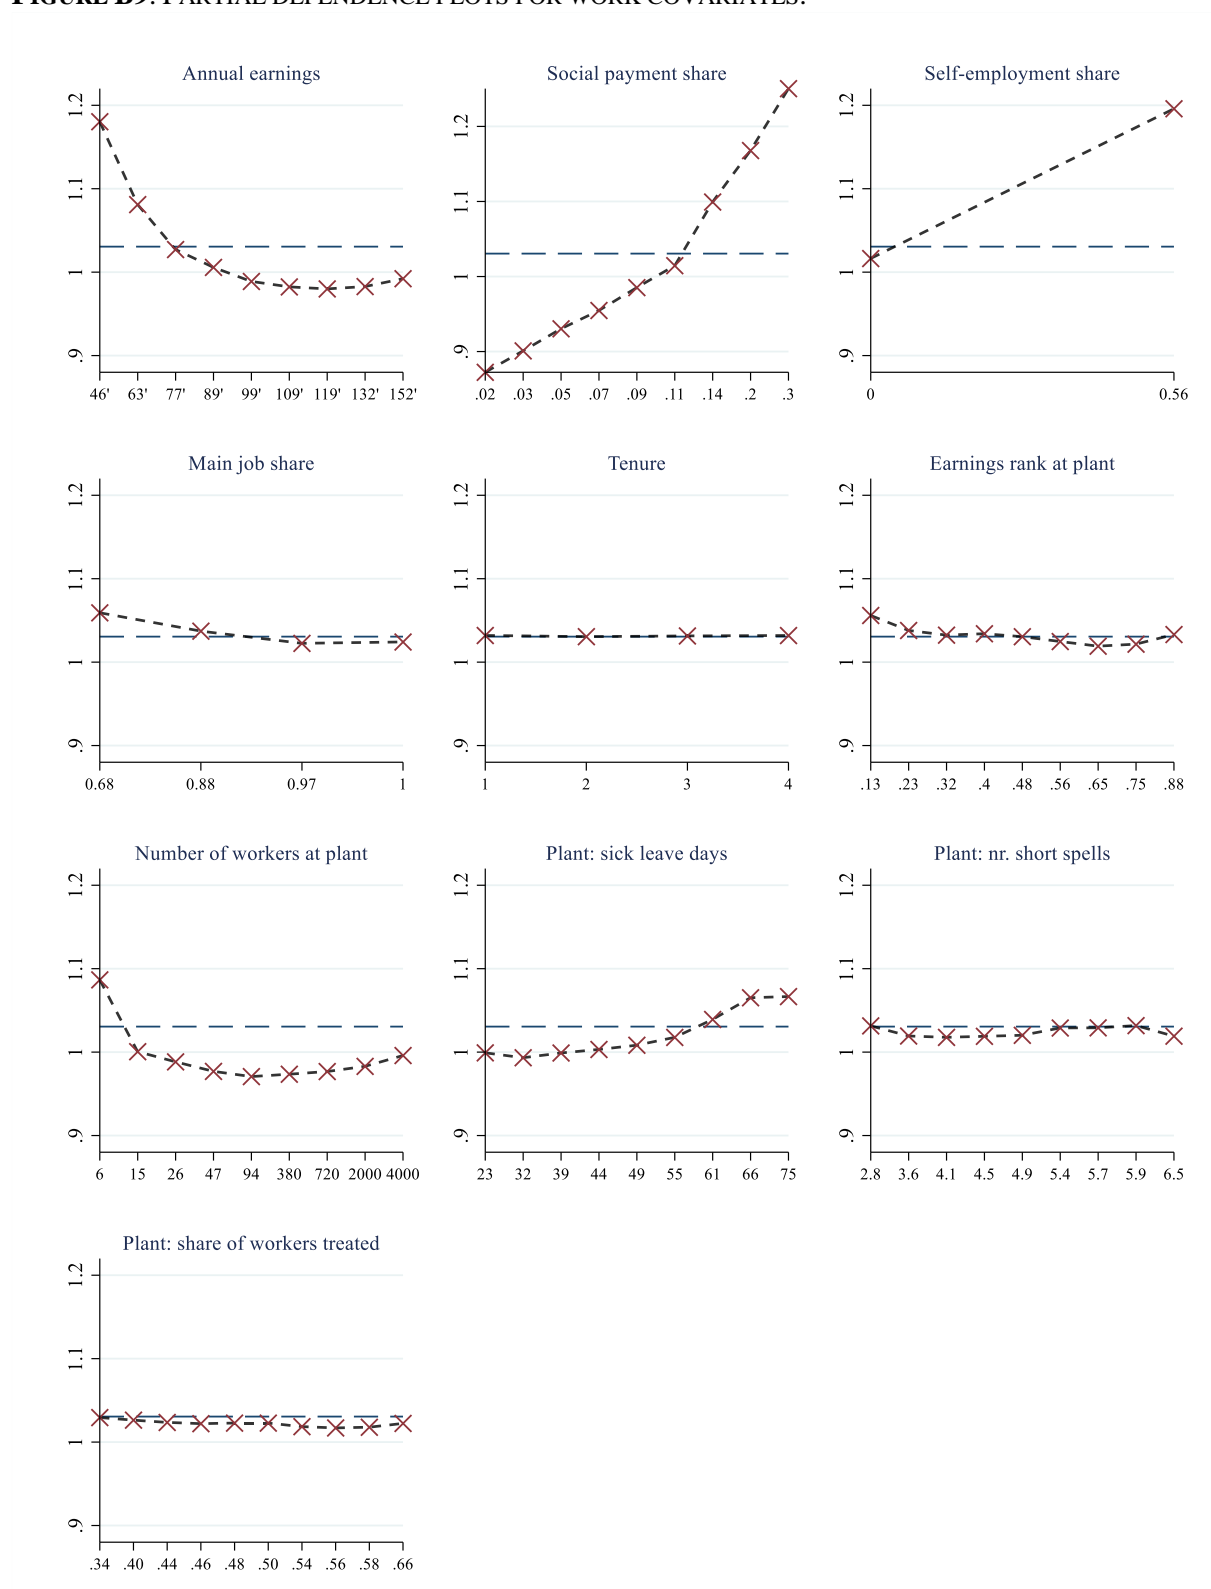 FIGURE B9: PARTIAL DEPENDENCE PLOTS FOR WORK COVARIATES.
Annual earnings
1.2
1.1
1
.9
46' 63' 77' 89' 99' 109' 119' 132' 152'
Social payment share
1.2
1.1
1
.9
.02 .03 .05 .07 .09 .11 .14 .2 .3
Self-employment share
1.2
1.1
1
.9
0 0.56
Main job share
1.2
1.1
1
.9
0.68 0.88 0.97 1
Tenure
1.2
1.1
1
.9
1 2 3 4
Earnings rank at plant
1.2
1.1
1
.9
.13 .23 .32 .4 .48 .56 .65 .75 .88
Number of workers at plant
1.2
1.1
1
.9
6 15 26 47 94 380 720 2000 4000
Plant: sick leave days
1.2
1.1
1
.9
23 32 39 44 49 55 61 66 75
Plant: nr. short spells
1.2
1.1
1
.9
2.8 3.6 4.1 4.5 4.9 5.4 5.7 5.9 6.5
Plant: share of workers treated
1.2
1.1
1
.9
.34 .40 .44 .46 .48 .50 .54 .56 .58 .66